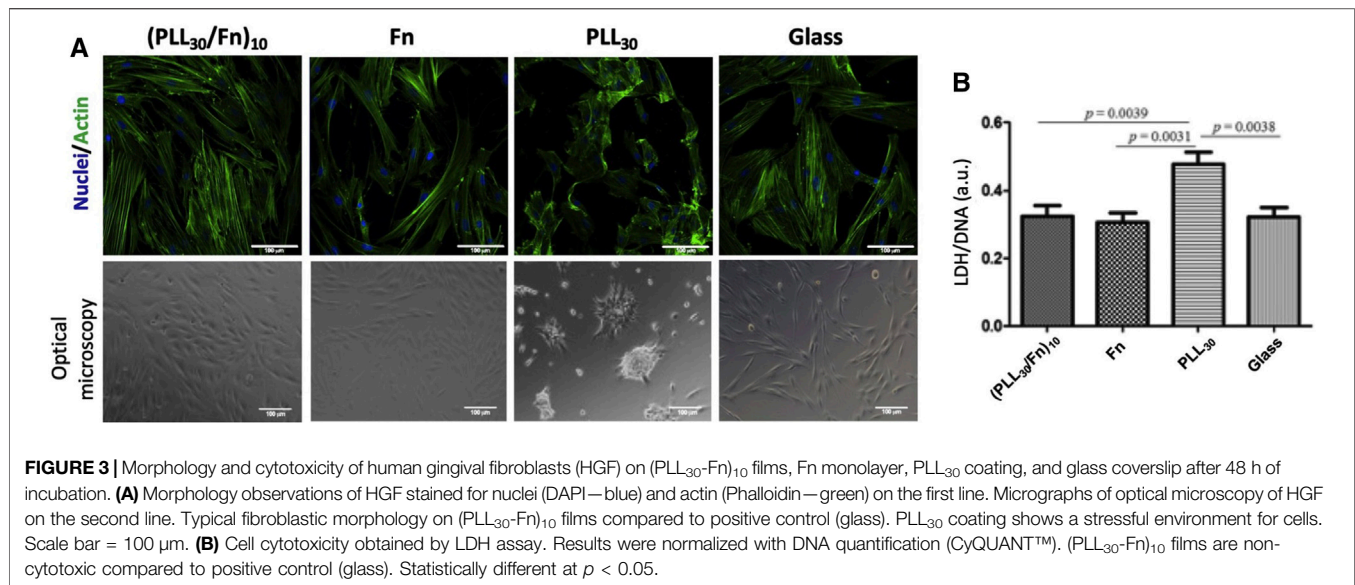 A
(PLL30/Fn)10 Fn PLL30 Glass
Nuclei/Actin
100 µm 100 µm 100 µm 100 µm
Optical
microscopy
100 µm 100 µm 100 µm 100 µm
B
p = 0.0039
p = 0.0031 p = 0.0038
LDH/DNA (a.u.)
0.6
0.4
0.2
0.0
(PLL30/Fn)10 Fn PLL30 Glass
FIGURE 3 | Morphology and cytotoxicity of human gingival fibroblasts (HGF) on (PLL30-Fn)10 films, Fn monolayer, PLL30 coating, and glass coverslip after 48 h of
incubation. (A) Morphology observations of HGF stained for nuclei (DAPI—blue) and actin (Phalloidin—green) on the first line. Micrographs of optical microscopy of HGF
on the second line. Typical fibroblastic morphology on (PLL30-Fn)10 films compared to positive control (glass). PLL30 coating shows a stressful environment for cells.
Scale bar = 100 µm. (B) Cell cytotoxicity obtained by LDH assay. Results were normalized with DNA quantification (CyQUANT™). (PLL30-Fn)10 films are non-
cytotoxic compared to positive control (glass). Statistically different at p < 0.05.